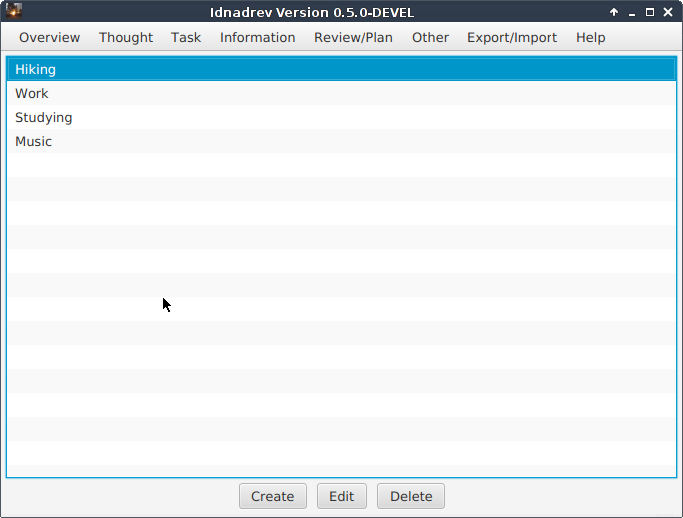 Idnadrev Version 0.5.0-DEVEL
Overview Thought Task Information Review/Plan Other Export/Import Help
Hiking
Work
Studying
Music
Create Edit Delete